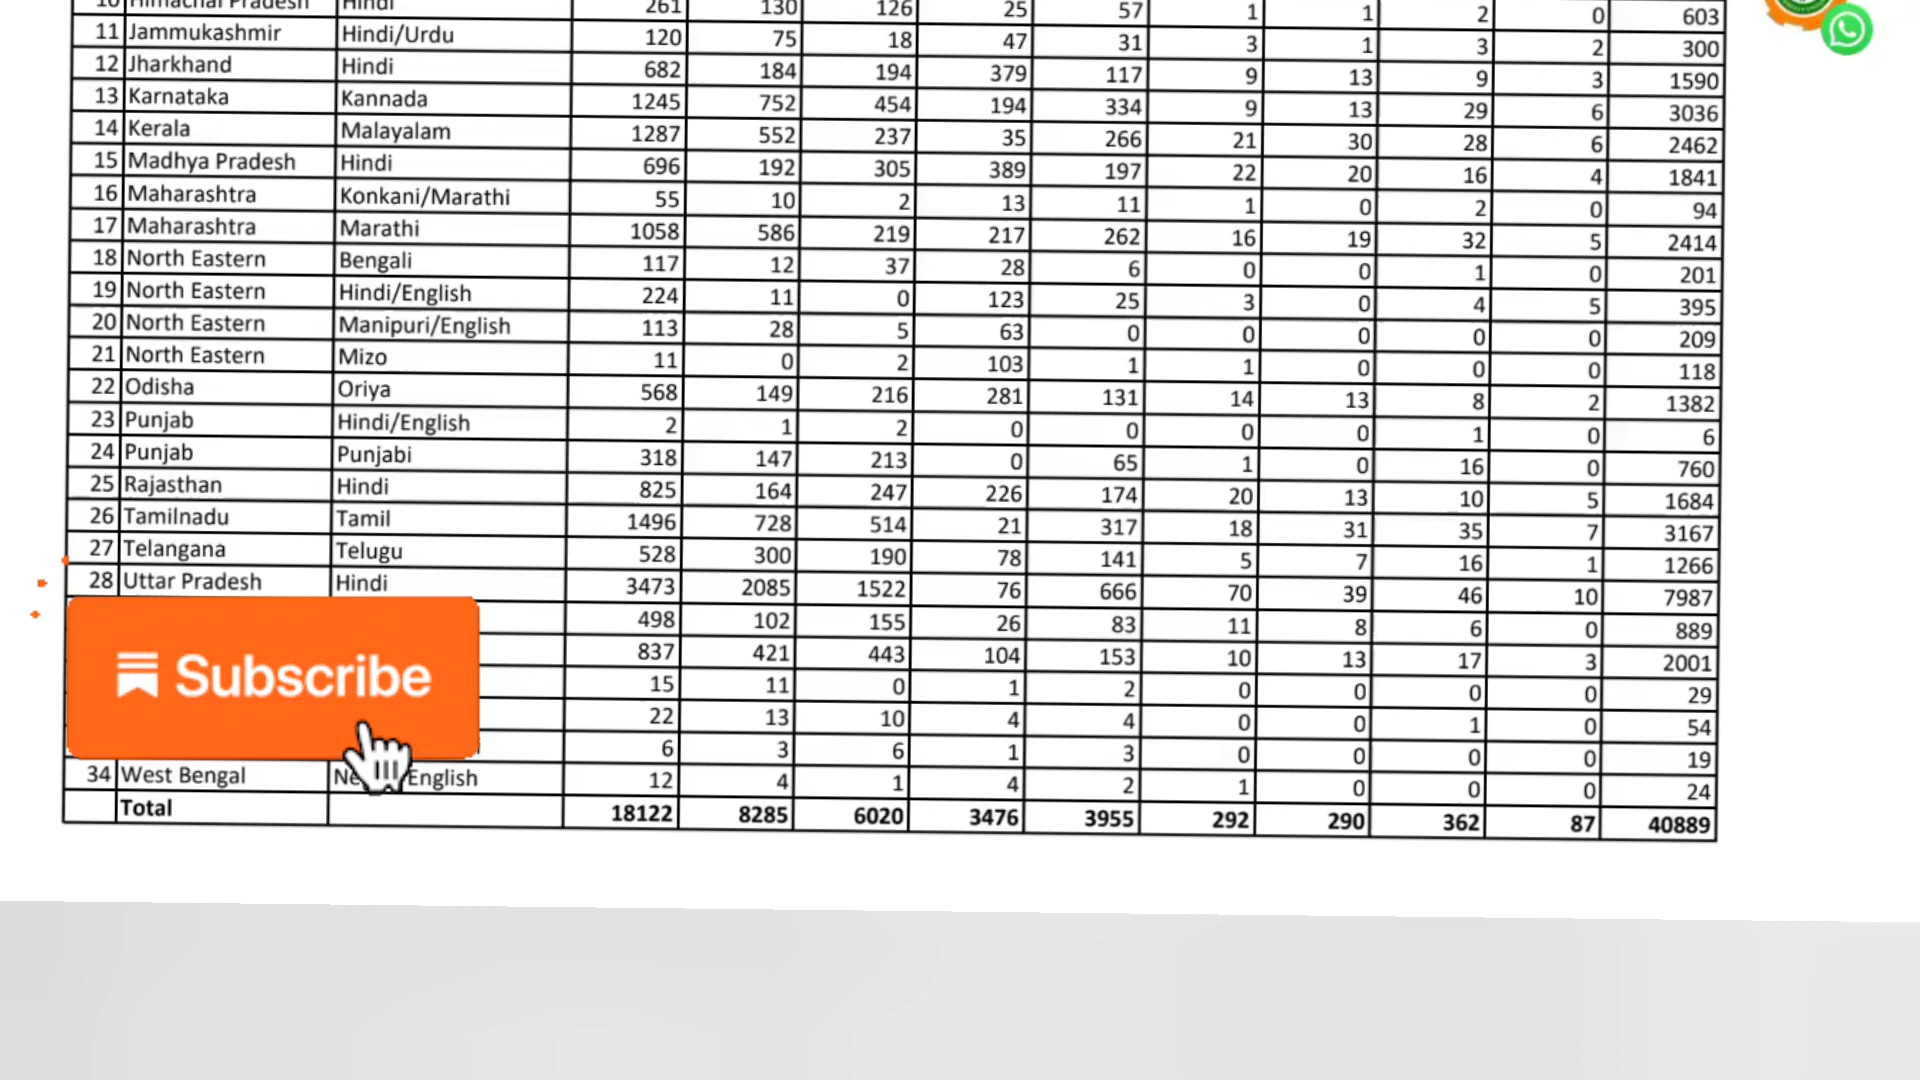 10 Himachal Pradesh Hindi 261 130 126 25 57 1 1 2 0 603
11 Jammukashmir Hindi/Urdu 120 75 18 47 31 3 1 3 2 300
12 Jharkhand Hindi 682 184 194 379 117 9 13 9 3 1590
13 Karnataka Kannada 1245 752 454 194 334 9 13 29 6 3036
14 Kerala Malayalam 1287 552 237 35 266 21 30 28 6 2462
15 Madhya Pradesh Hindi 696 192 305 389 197 22 20 16 4 1841
16 Maharashtra Konkani/Marathi 55 10 2 13 11 1 0 2 0 94
17 Maharashtra Marathi 1058 586 219 217 262 16 19 32 5 2414
18 North Eastern Bengali 117 12 37 28 6 0 0 1 0 201
19 North Eastern Hindi/English 224 11 0 123 25 3 0 4 5 395
20 North Eastern Manipuri/English 113 28 5 63 0 0 0 0 0 209
21 North Eastern Mizo 11 0 2 103 1 1 0 0 0 118
22 Odisha Oriya 568 149 216 281 131 14 13 8 2 1382
23 Punjab Hindi/English 2 1 2 0 0 0 0 1 0 6
24 Punjab Punjabi 318 147 213 0 65 1 0 16 0 760
25 Rajasthan Hindi 825 164 247 226 174 20 13 10 5 1684
26 Tamilnadu Tamil 1496 728 514 21 317 18 31 35 7 3167
27 Telangana Telugu 528 300 190 78 141 5 7 16 1 1266
28 Uttar Pradesh Hindi 3473 2085 1522 76 666 70 39 46 10 7987
498 102 155 26 83 11 8 6 0 889
837 421 443 104 153 10 13 17 3 2001
15 11 0 1 2 0 0 0 0 29
22 13 10 4 4 0 0 1 0 54
6 3 6 1 3 0 0 0 0 19
34 West Bengal English 12 4 1 4 2 1 0 0 0 24
Total 18122 8285 6020 3476 3955 292 290 362 87 40889
Subscribe